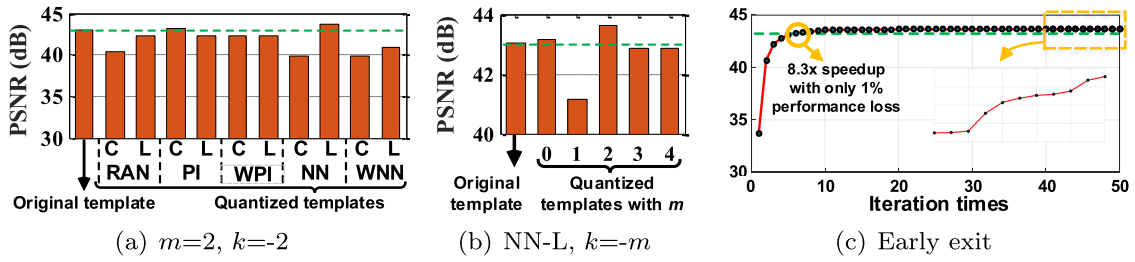 PSNR (dB)
45
40
35
30
C L C L C L C L C L
RAN PI WPI NN WNN
Original template
Quantized templates
(a) m=2, k=-2
PSNR (dB)
44
42
40
0 1 2 3 4
Original
template
Quantized
templates with m
(b) NN-L, k=-m
45
40
35
30
8.3x speedup
with only 1%
performance loss
0 10 20 30 40 50
Iteration times
(c) Early exit